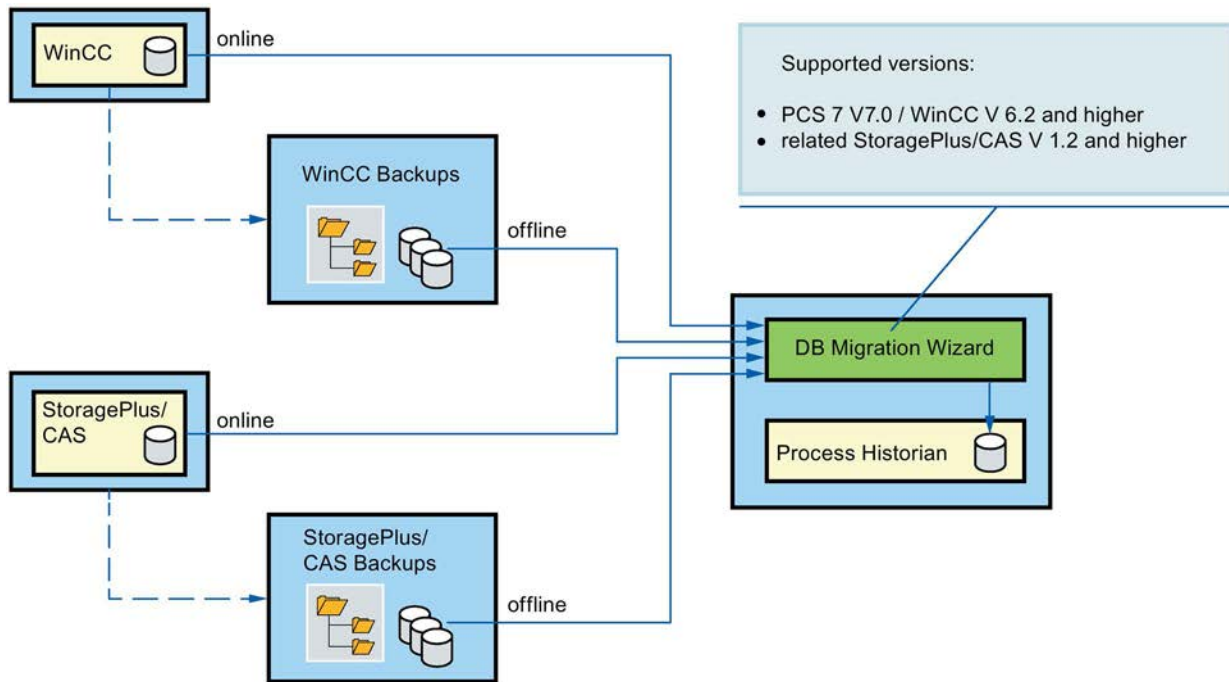 WinCC
online
Supported versions:
• PCS 7 V7.0 / WinCC V 6.2 and higher
• related StoragePlus/CAS V 1.2 and higher
WinCC Backups
offline
DB Migration Wizard
StoragePlus/
CAS
online
Process Historian
StoragePlus/
CAS Backups
offline